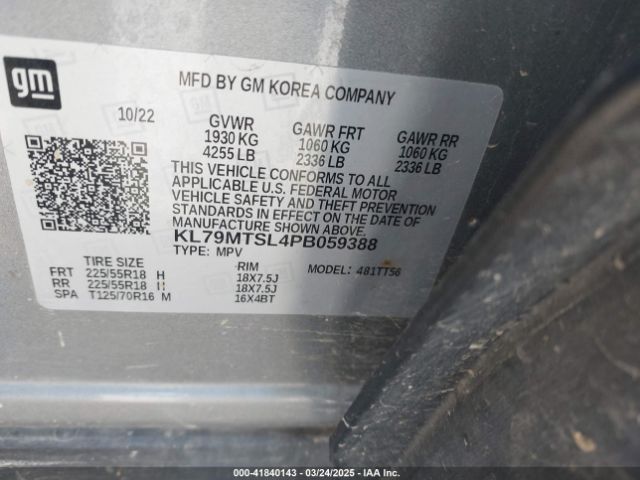 gm
MFD BY GM KOREA COMPANY
10/22
GVWR GAWR FRT GAWR RR
1930 KG 1060 KG 1060 KG
4255 LB 2336 LB 2336 LB
THIS VEHICLE CONFORMS TO ALL
APPLICABLE U.S. FEDERAL MOTOR
VEHICLE SAFETY AND THEFT PREVENTION
STANDARDS IN EFFECT ON THE DATE OF
MANUFACTURE SHOWN ABOVE.
KL79MTSL4PB059388
TYPE: MPV
TIRE SIZE RIM MODEL: 481TT56
FRT 225/55R18 H 18X7.5J
RR 225/55R18 H 18X7.5J
SPA T125/70R16 M 16X4BT
000-41840143 - 03/24/2025 - IAA Inc.